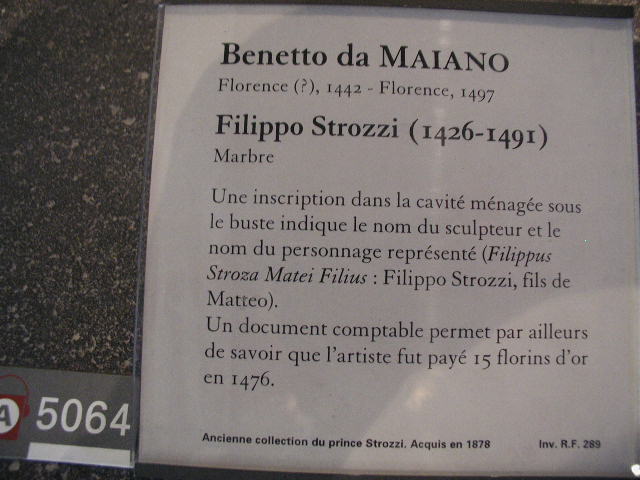 Benetto da MAIANO
Florence (?), 1442 - Florence, 1497
Filippo Strozzi (1426-1491)
Marbre
Une inscription dans la cavité ménagée sous
le buste indique le nom du sculpteur et le
nom du personnage représenté (Filippus
Stroza Matei Filius : Filippo Strozzi, fils de
Matteo).
Un document comptable permet par ailleurs
de savoir que l'artiste fut payé 15 florins d'or
en 1476.
Ancienne collection du prince Strozzi. Acquis en 1878 Inv. R.F. 289
A 5064